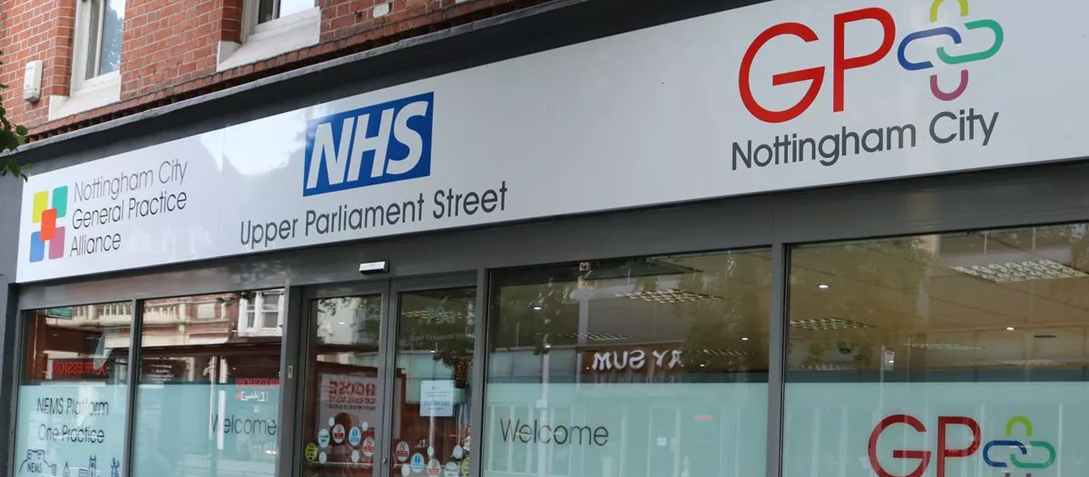 Nottingham City
General Practice
Alliance
NHS
Upper Parliament Street
GP
Nottingham City
NEMS Platform
One Practice
NEMS
Welcome
Welcome
GP